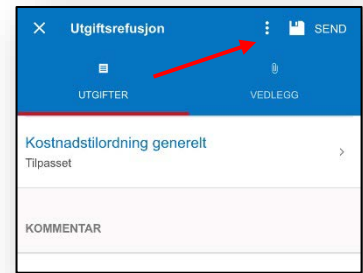 Utgiftsrefusjon SEND
UTGIFTER VEDLEGG
Kostnadstilordning generelt
Tilpasset
KOMMENTAR